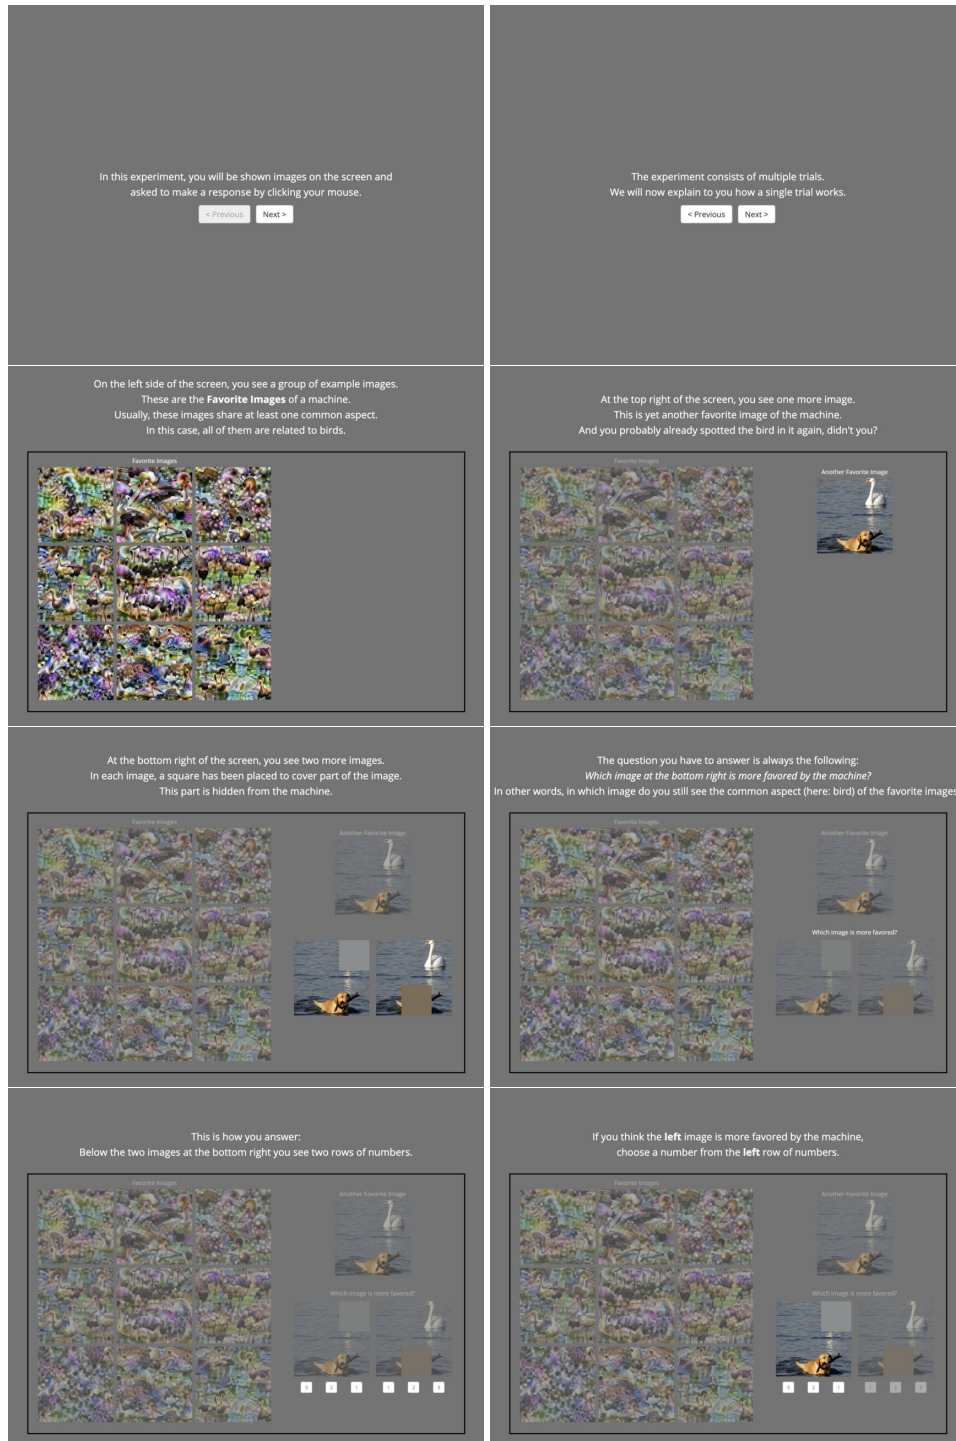 In this experiment, you will be shown images on the screen and
asked to make a response by clicking your mouse.
< Previous
Next >
The experiment consists of multiple trials.
We will now explain to you how a single trial works.
< Previous
Next >
On the left side of the screen, you see a group of example images.
These are the Favorite Images of a machine.
Usually, these images share at least one common aspect.
In this case, all of them are related to birds.
Favorite Images
At the top right of the screen, you see one more image.
This is yet another favorite image of the machine.
And you probably already spotted the bird in it again, didn't you?
Favorite Images
Another Favorite Image
At the bottom right of the screen, you see two more images.
In each image, a square has been placed to cover part of the image.
This part is hidden from the machine.
Favorite Images
Another Favorite Image
The question you have to answer is always the following:
Which image at the bottom right is more favored by the machine?
In other words, in which image do you still see the common aspect (here: bird) of the favorite images
Favorite Images
Another Favorite Image
Which image is more favored?
This is how you answer:
Below the two images at the bottom right you see two rows of numbers.
Favorite Images
Another Favorite Image
Which image is more favored?
3 2 1 1 2 3
If you think the left image is more favored by the machine,
choose a number from the left row of numbers.
Favorite Images
Another Favorite Image
Which image is more favored?
3 2 1 1 2 3